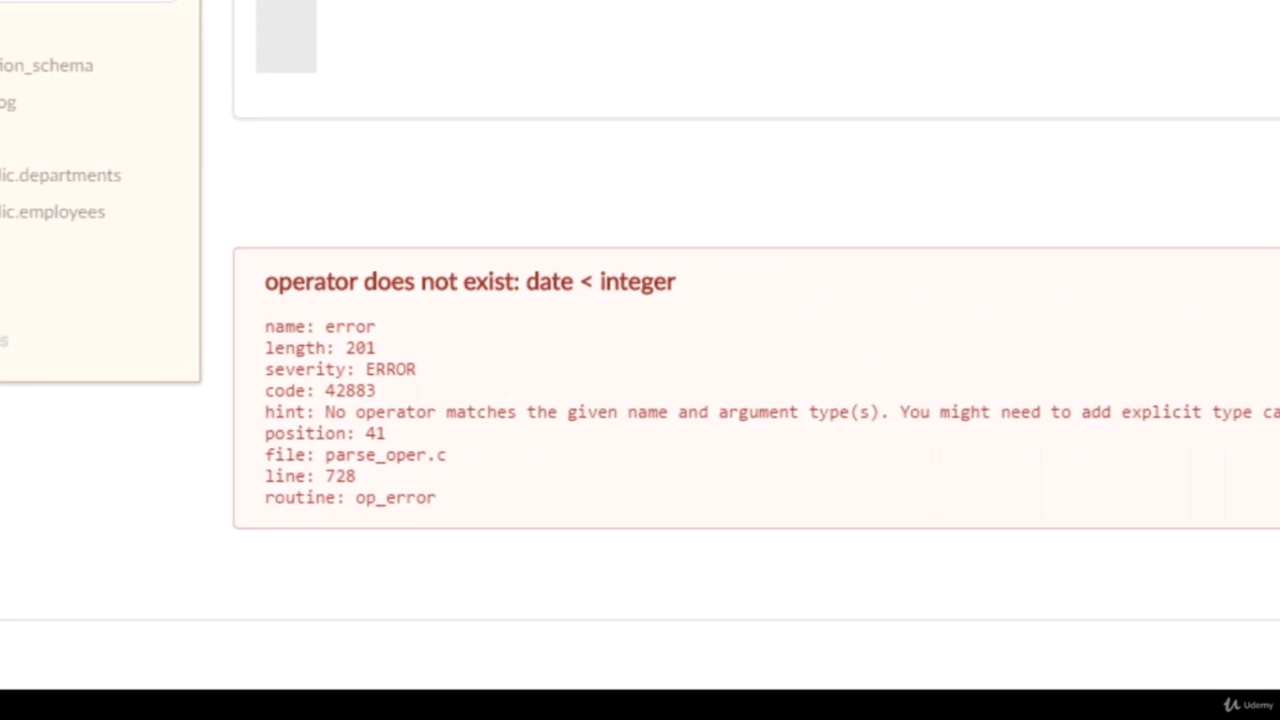 ion_schema
og
lic.departments
lic.employees
s
operator does not exist: date < integer
name: error
length: 201
severity: ERROR
code: 42883
hint: No operator matches the given name and argument type(s). You might need to add explicit type ca
position: 41
file: parse_oper.c
line: 728
routine: op_error
Udemy